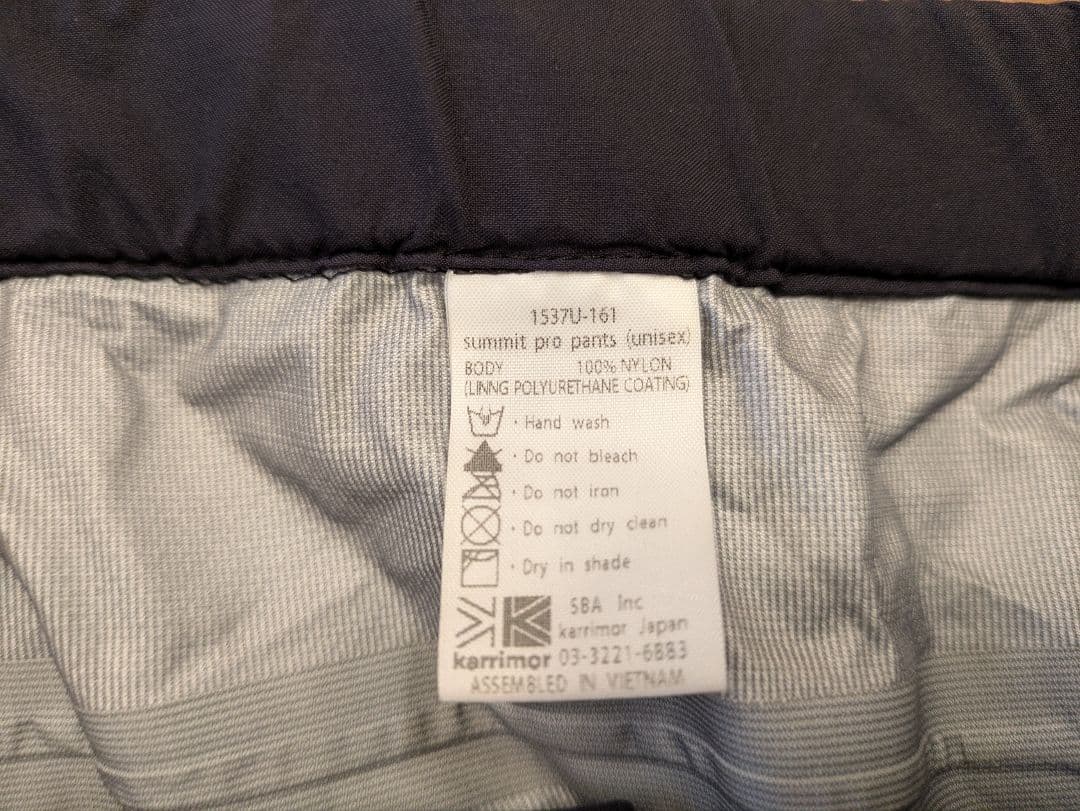 1537U-161
summit pro pants (unisex)
BODY 100% NYLON
(LINNG POLYURETHANE COATING)
· Hand wash
· Do not bleach
· Do not iron
· Do not dry clean
· Dry in shade
SBA Inc
karrimor Japan
karrimor 03-3221-6883
ASSEMBLED IN VIETNAM